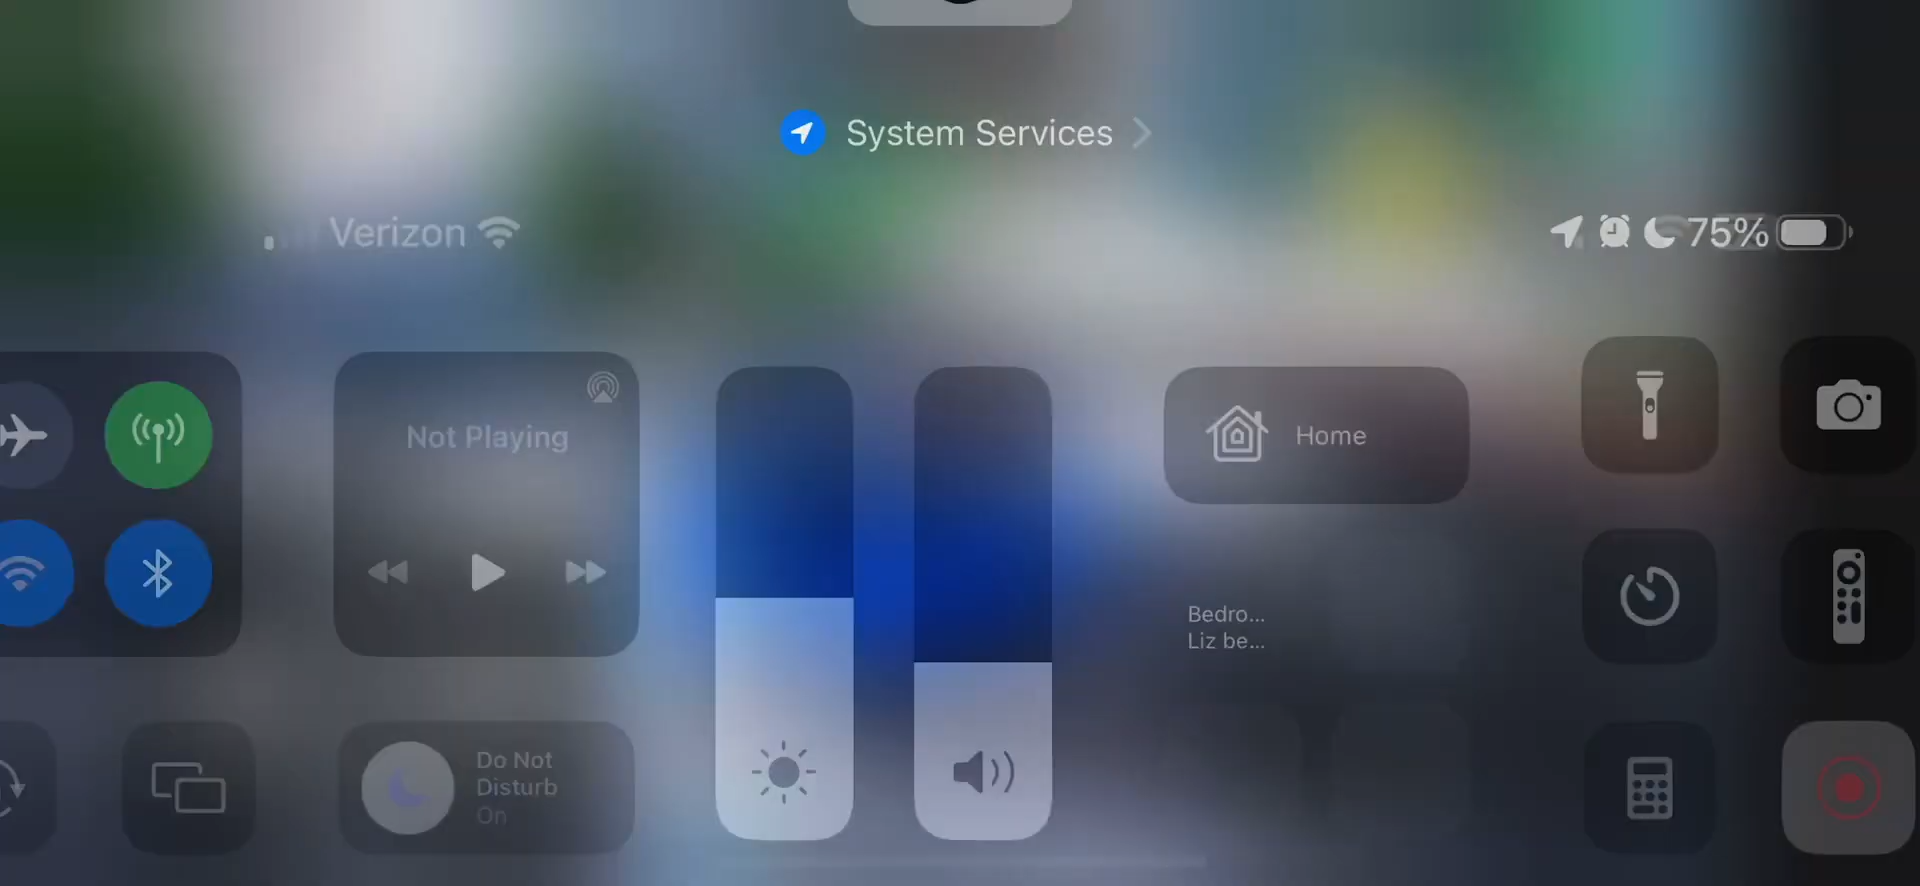 System Services
Verizon
75%
Not Playing
Home
Bedro...
Liz be...
Do Not
Disturb
On